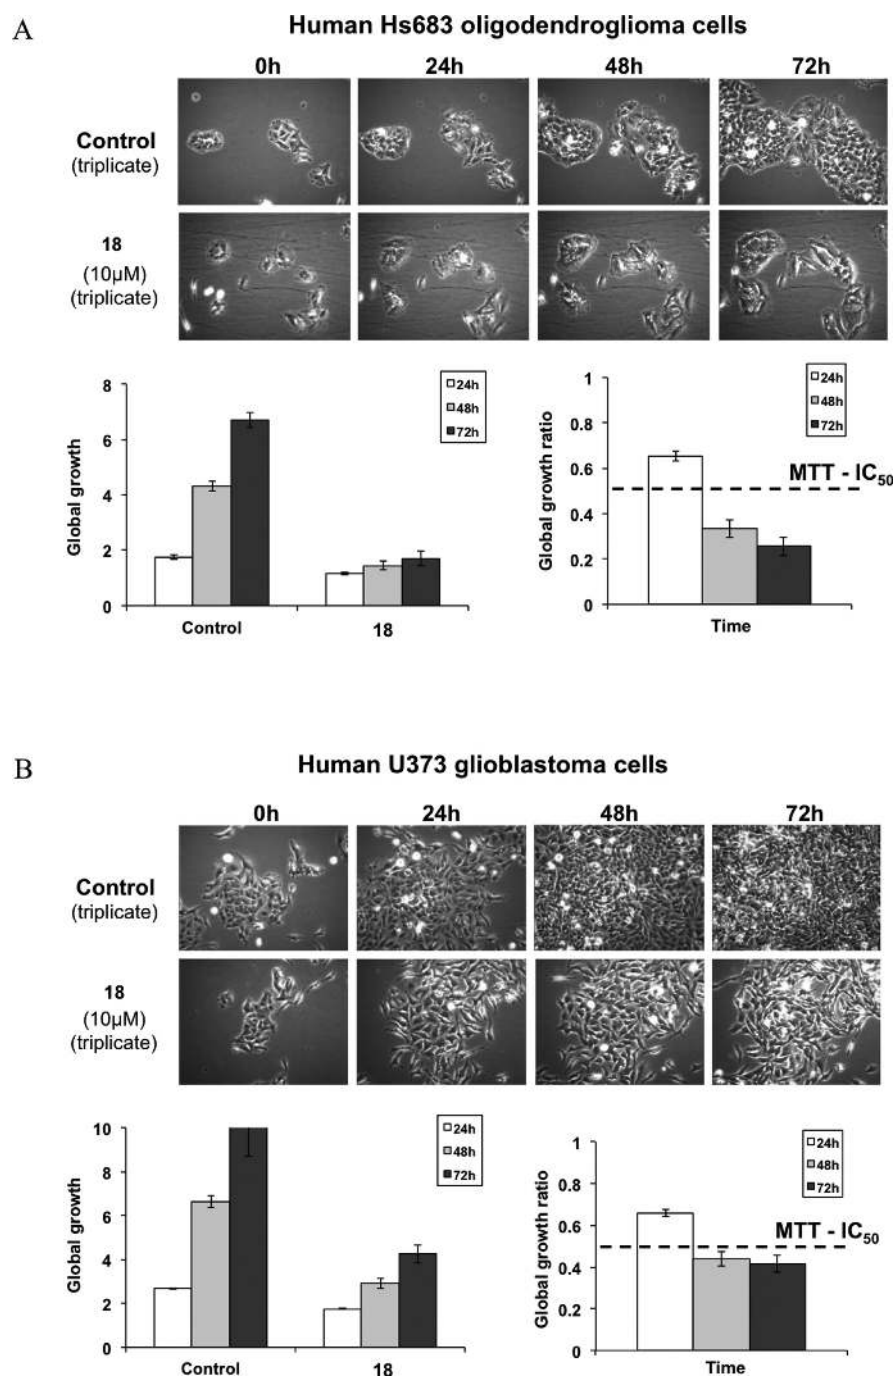 A
Human Hs683 oligodendroglioma cells
0h 24h 48h 72h
Control
(triplicate)
18
(10µM)
(triplicate)
Global growth
8
6
4
2
0
Control 18
24h
48h
72h
Global growth ratio
1
0.8
0.6
0.4
0.2
0
Time
24h
48h
72h
MTT - IC50
B
Human U373 glioblastoma cells
0h 24h 48h 72h
Control
(triplicate)
18
(10µM)
(triplicate)
Global growth
10
8
6
4
2
0
Control 18
24h
48h
72h
Global growth ratio
1
0.8
0.6
0.4
0.2
0
Time
24h
48h
72h
MTT - IC50